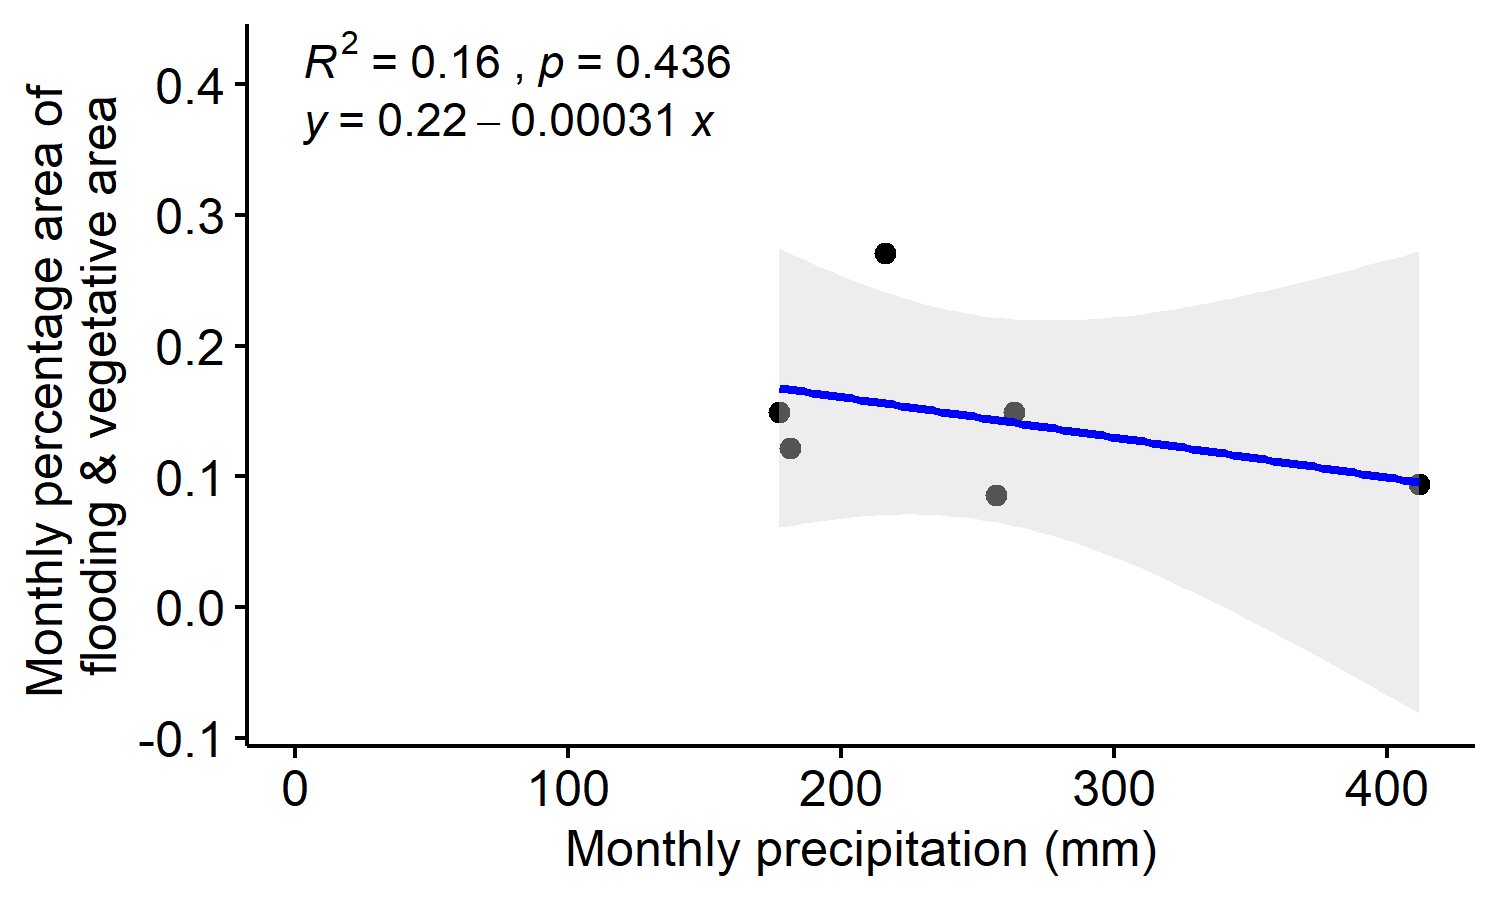 R² = 0.16 , p = 0.436
y = 0.22 – 0.00031 x
Monthly percentage area of
flooding & vegetative area
0.4
0.3
0.2
0.1
0.0
-0.1
0 100 200 300 400
Monthly precipitation (mm)